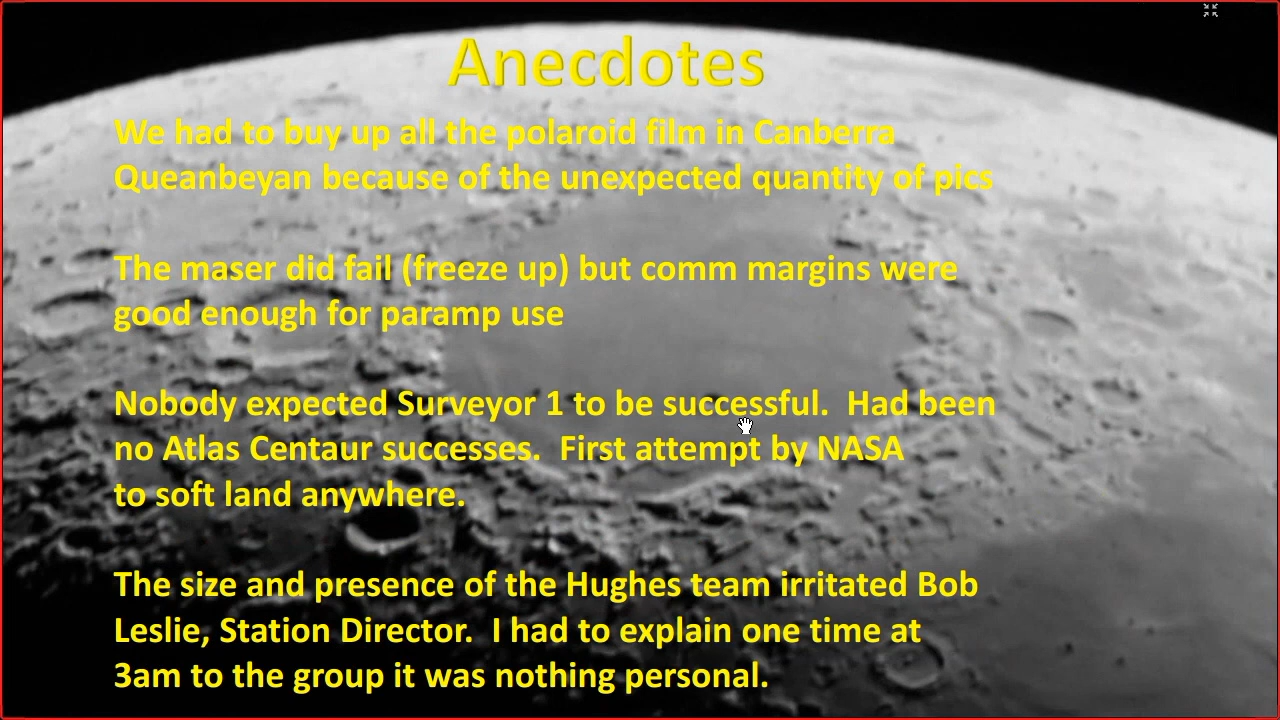 Anecdotes
We had to buy up all the polaroid film in Canberra
Queanbeyan because of the unexpected quantity of pics
The maser did fail (freeze up) but comm margins were
good enough for paramp use
Nobody expected Surveyor 1 to be successful.  Had been
no Atlas Centaur successes.  First attempt by NASA
to soft land anywhere.
The size and presence of the Hughes team irritated Bob
Leslie, Station Director.  I had to explain one time at
3am to the group it was nothing personal.